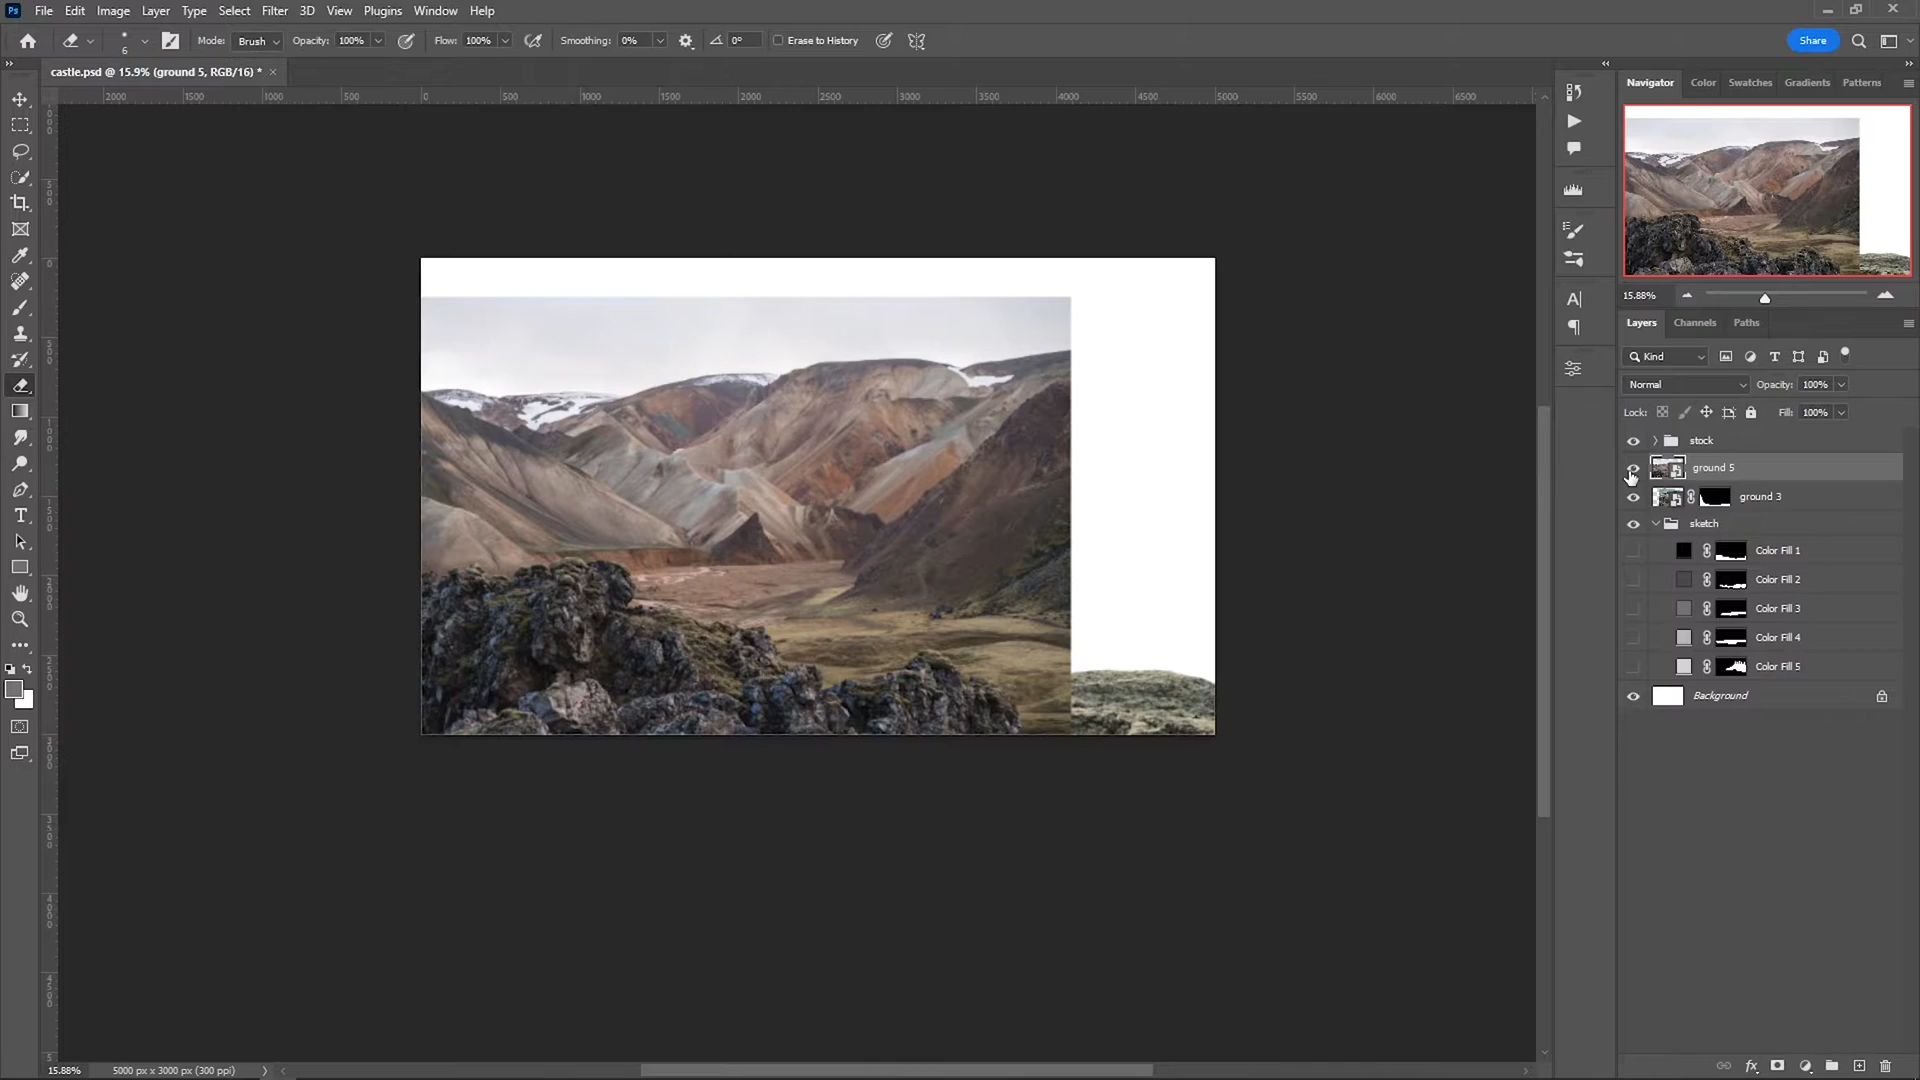 Ps File Edit Image Layer Type Select Filter 3D View Plugins Window Help
6 Mode: Brush Opacity: 100% Flow: 100% Smoothing: 0% 0° Erase to History Share
castle.psd @ 15.9% (ground 5, RGB/16) *
2000 1500 1000 500 0 500 1000 1500 2000 2500 3000 3500 4000 4500 5000 5500 6000 6500
Navigator Color Swatches Gradients Patterns
15.88%
Layers Channels Paths
Kind
Normal Opacity: 100%
Lock: Fill: 100%
stock
ground 5
ground 3
sketch
Color Fill 1
Color Fill 2
Color Fill 3
Color Fill 4
Color Fill 5
Background
15.88% 5000 px x 3000 px (300 ppi)